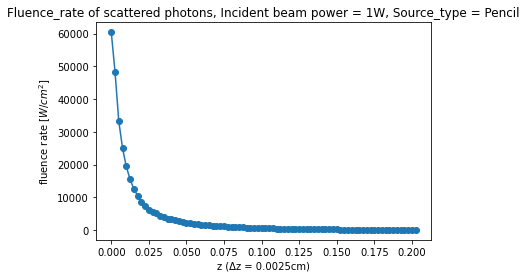 Fluence_rate of scattered photons, Incident beam power = 1W, Source_type = Pencil
60000
50000
40000
30000
20000
10000
0
fluence rate [W/cm²]
0.000 0.025 0.050 0.075 0.100 0.125 0.150 0.175 0.200
z (Δz = 0.0025cm)